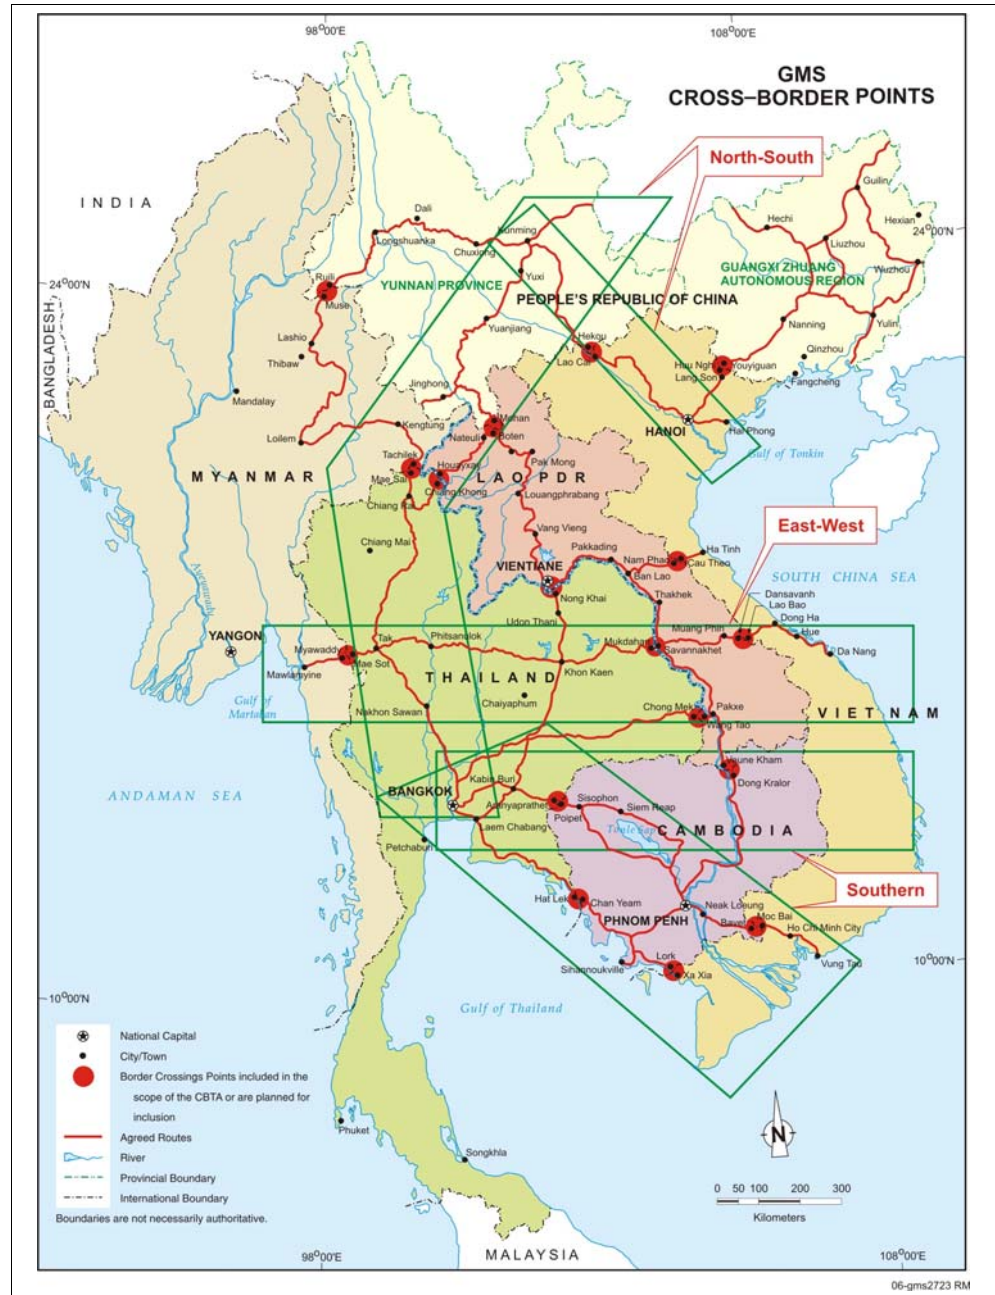 98°00'E
108°00'E
GMS
CROSS–BORDER POINTS
North-South
INDIA
Guilin
Hexian
Dali
Hechi
24°00'N
Kunming
Longshuanka
Chuxiong
Liuzhou
Wuzhou
GUANGXI ZHUANG
AUTONOMOUS REGION
Ruili
24°00'N
YUNNAN PROVINCE
Yuxi
PEOPLE'S REPUBLIC OF CHINA
Muse
BANGLADESH
Yuanjiang
Nanning
Yulin
Lashio
Hekou
Thibaw
Lao Cai
Huu Nghi
Youyiguan
Qinzhou
Lang Son
Fangcheng
Jinghong
Mandalay
Kengtung
Mohan
HANOI
Hai Phong
Loilem
Nateuil
Boten
Gulf of Tonkin
Tachilek
Houayxay
Pak Mong
MYANMAR
Mae Sai
LAO PDR
Chiang Khong
Chiang Rai
Louangphrabang
East-West
Vang Vieng
Chiang Mai
Pakkading
Nam Phao
Ha Tinh
Cau Theo
VIENTIANE
Ban Lao
SOUTH CHINA SEA
Ayeyarwady
Nong Khai
Thakhek
Dansavanh
Lao Bao
Udon Thani
Dong Ha
YANGON
Tak
Phitsanulok
Mukdahan
Muang Phin
Hue
Myawaddy
Savannakhet
Mae Sot
Da Nang
Mawlamyine
Khon Kaen
THAILAND
Gulf of
Martaban
Chaiyaphum
Chong Mek
Pakxe
Nakhon Sawan
Wang Tao
VIET NAM
Veune Kham
Kabin Buri
Dong Kralor
BANGKOK
ANDAMAN SEA
Aranyaprathet
Sisophon
Siem Reap
Poipet
Laem Chabang
Tonle Sap
CAMBODIA
Petchaburi
Southern
Hat Lek
Chan Yeam
Neak Loeung
PHNOM PENH
Bavet
Moc Bai
Ho Chi Minh City
Lork
Vung Tau
Sihannoukville
Xa Xia
10°00'N
10°00'N
Gulf of Thailand
National Capital
City/Town
Border Crossings Points included in the
scope of the CBTA or are planned for
inclusion
Agreed Routes
River
Provincial Boundary
International Boundary
Boundaries are not necessarily authoritative.
Phuket
Songkhla
N
0 50 100 200 300
Kilometers
MALAYSIA
98°00'E
108°00'E
06-gms2723 RM